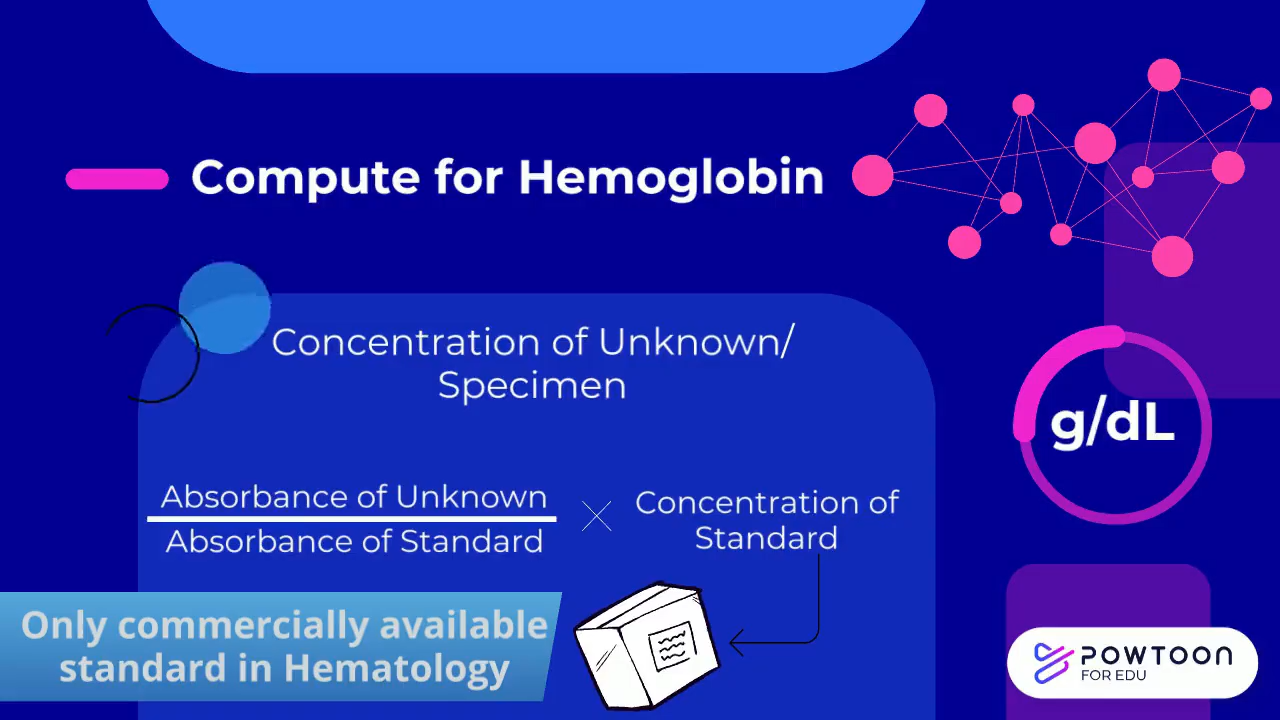 Compute for Hemoglobin
Concentration of Unknown/
Specimen
g/dL
Absorbance of Unknown
Absorbance of Standard
Concentration of
Standard
Only commercially available
standard in Hematology
POWTOON
FOR EDU